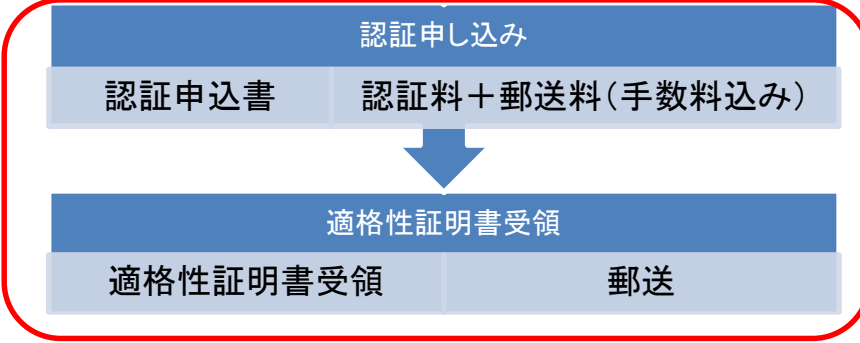 認証申し込み
認証申込書 認証料＋郵送料(手数料込み)
適格性証明書受領
適格性証明書受領 郵送